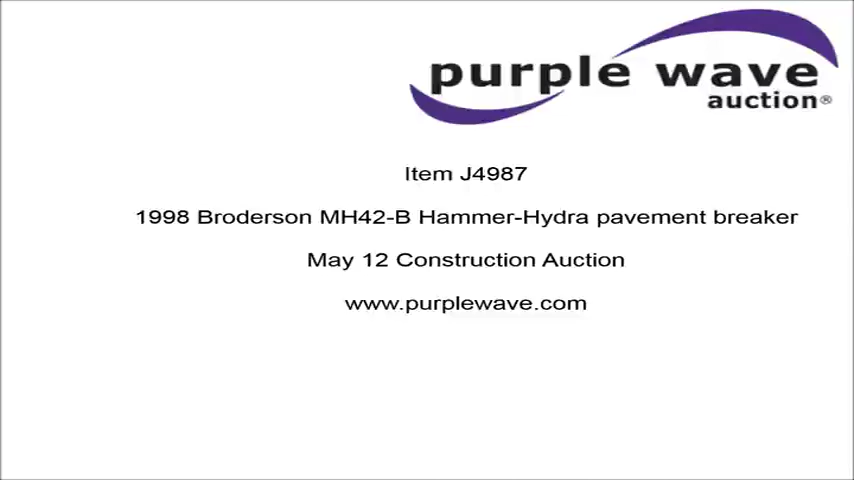 purple wave
auction®
Item J4987
1998 Broderson MH42-B Hammer-Hydra pavement breaker
May 12 Construction Auction
www.purplewave.com